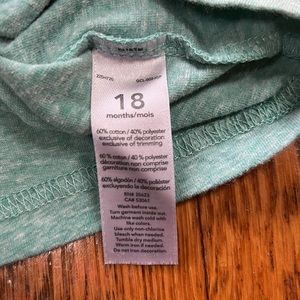 18
months/mois
60% cotton / 40% polyester
exclusive of decoration
exclusive of trimming
60 % coton / 40 % polyester
décoration non comprise
garniture non comprise
60% algodón / 40% poliéster
excluyendo la decoración
RN# 35623
CA# 53061
Wash before use.
Turn garment inside out.
Machine wash cold with
like colors.
Use only non-chlorine
bleach when needed.
Tumble dry medium.
Warm iron if needed.
Do not iron decoration.